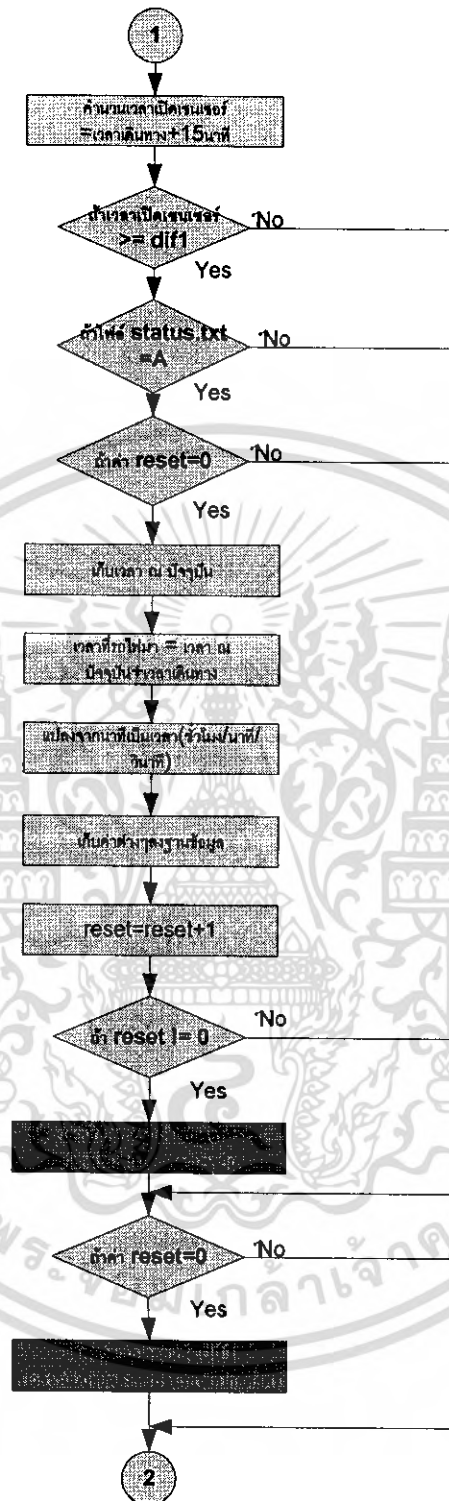 1
คำนวนเวลาเปิดเซนเซอร์
=เวลาเดินทาง+15นาที
ถ้าเวลาเปิดเซนเซอร์
>= dif1
No
Yes
ถ้าไฟล์ status.txt
=A
No
Yes
ถ้าค่า reset=0
No
Yes
เก็บเวลา ณ ปัจจุบัน
เวลาที่รถไฟมา = เวลา ณ
ปัจจุบัน+เวลาเดินทาง
แปลงจากนาทีเป็นเวลา(ชั่วโมง/นาที/
วินาที)
เก็บค่าต่างๆลงฐานข้อมูล
reset=reset+1
ถ้า reset != 0
No
Yes
ถ้าค่า reset=0
No
Yes
2